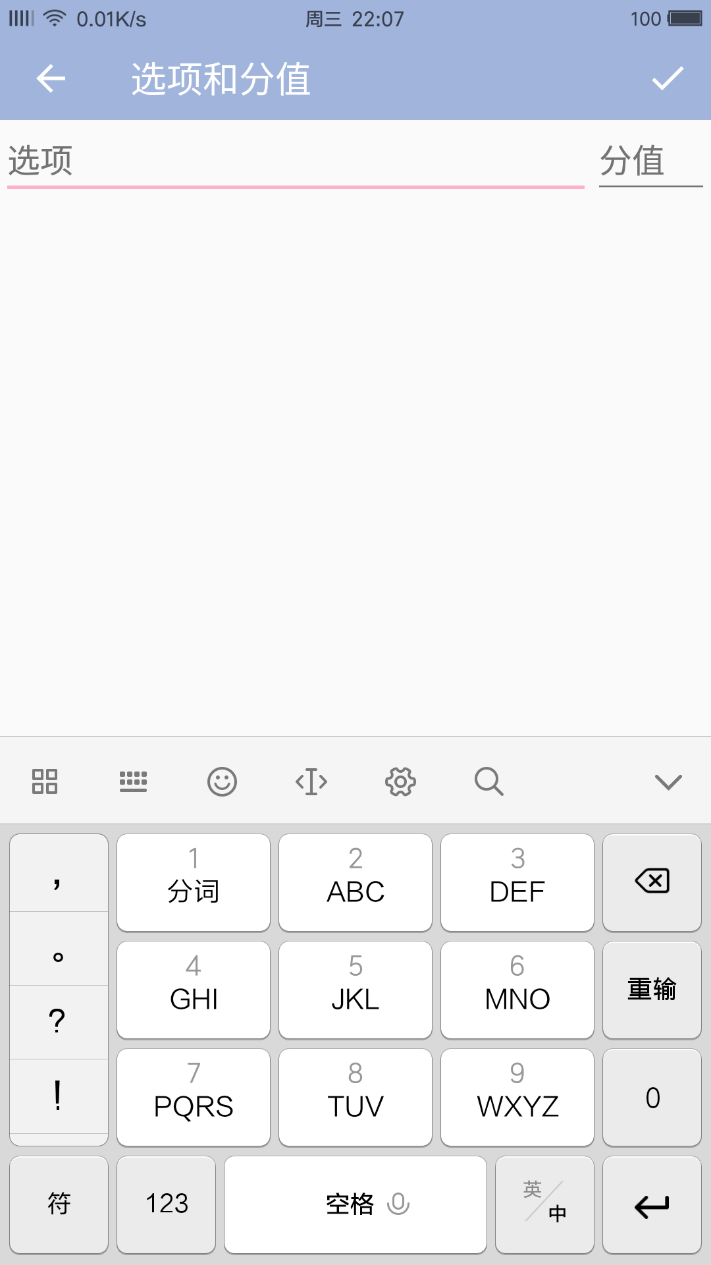 0.01K/s 周三 22:07 100
选项和分值
选项 分值
, 1 2 3
分词 ABC DEF
。 4 5 6
GHI JKL MNO 重输
?
! 7 8 9
PQRS TUV WXYZ 0
符 123 空格 英/中